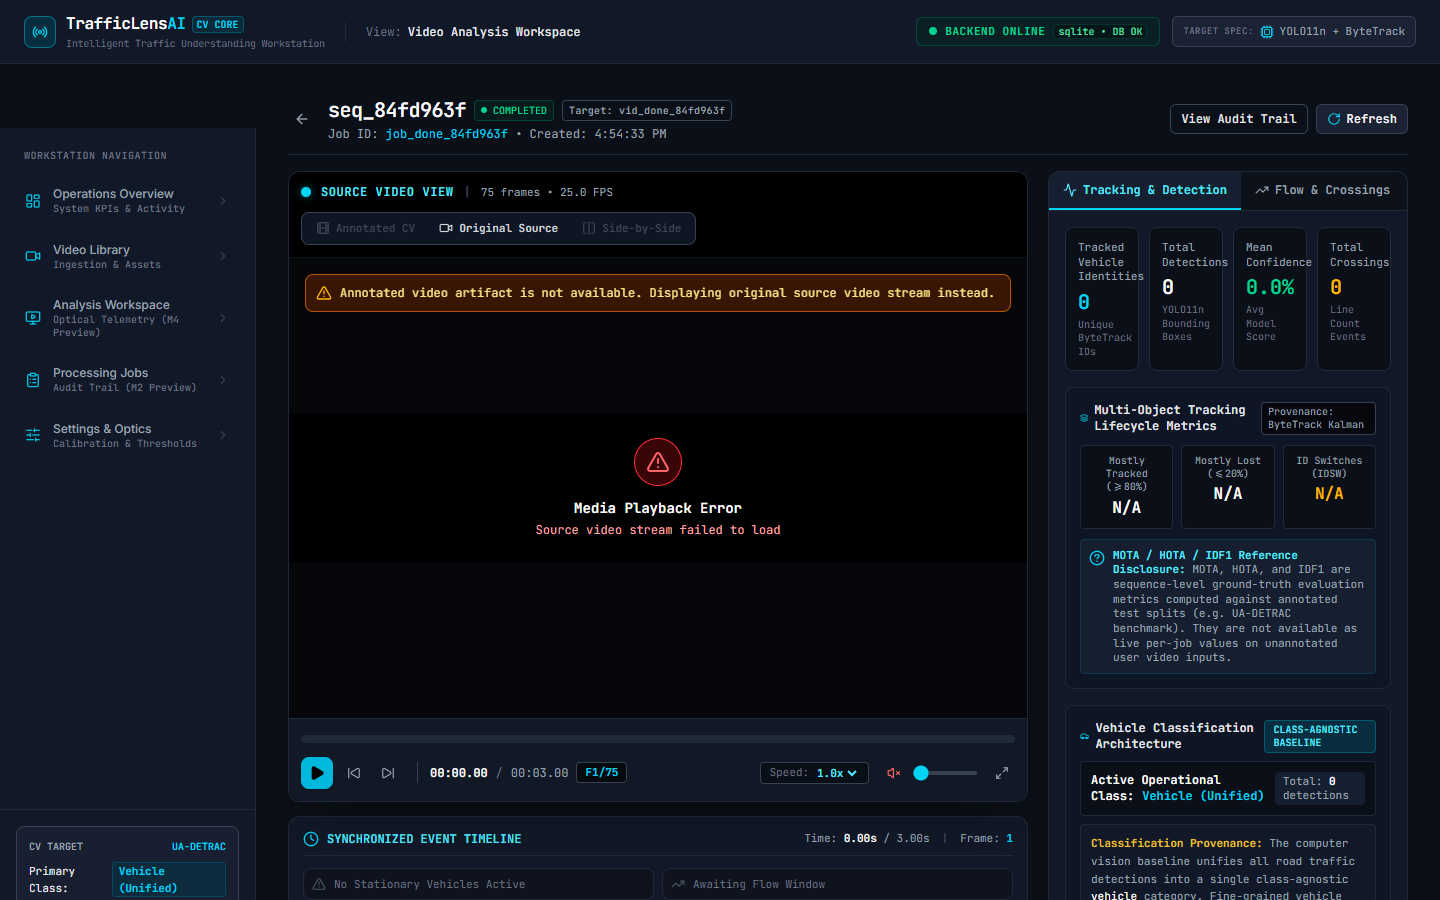 TrafficLensAI CV CORE
Intelligent Traffic Understanding Workstation
View: Video Analysis Workspace
BACKEND ONLINE sqlite • DB OK
TARGET SPEC: YOLO11n + ByteTrack
WORKSTATION NAVIGATION
Operations Overview
System KPIs & Activity
Video Library
Ingestion & Assets
Analysis Workspace
Optical Telemetry (M4
Preview)
Processing Jobs
Audit Trail (M2 Preview)
Settings & Optics
Calibration & Thresholds
CV TARGET UA-DETRAC
Primary
Class:
Vehicle
(Unified)
seq_84fd963f COMPLETED Target: vid_done_84fd963f
Job ID: job_done_84fd963f • Created: 4:54:33 PM
View Audit Trail
Refresh
SOURCE VIDEO VIEW | 75 frames • 25.0 FPS
Annotated CV
Original Source
Side-by-Side
Annotated video artifact is not available. Displaying original source video stream instead.
Media Playback Error
Source video stream failed to load
00:00.00 / 00:03.00 F1/75
Speed: 1.0x
SYNCHRONIZED EVENT TIMELINE
Time: 0.00s / 3.00s | Frame: 1
No Stationary Vehicles Active
Awaiting Flow Window
Tracking & Detection
Flow & Crossings
Tracked
Vehicle
Identities
0
Unique
ByteTrack
IDs
Total
Detections
0
YOLO11n
Bounding
Boxes
Mean
Confidence
0.0%
Avg
Model
Score
Total
Crossings
0
Line
Count
Events
Multi-Object Tracking
Lifecycle Metrics
Provenance:
ByteTrack Kalman
Mostly
Tracked
(≥80%)
N/A
Mostly Lost
(≤20%)
N/A
ID Switches
(IDSW)
N/A
MOTA / HOTA / IDF1 Reference
Disclosure: MOTA, HOTA, and IDF1 are
sequence-level ground-truth evaluation
metrics computed against annotated
test splits (e.g. UA-DETRAC
benchmark). They are not available as
live per-job values on unannotated
user video inputs.
Vehicle Classification
Architecture
CLASS-AGNOSTIC
BASELINE
Active Operational
Class: Vehicle (Unified)
Total: 0
detections
Classification Provenance: The computer
vision baseline unifies all road traffic
detections into a single class-agnostic
vehicle category. Fine-grained vehicle